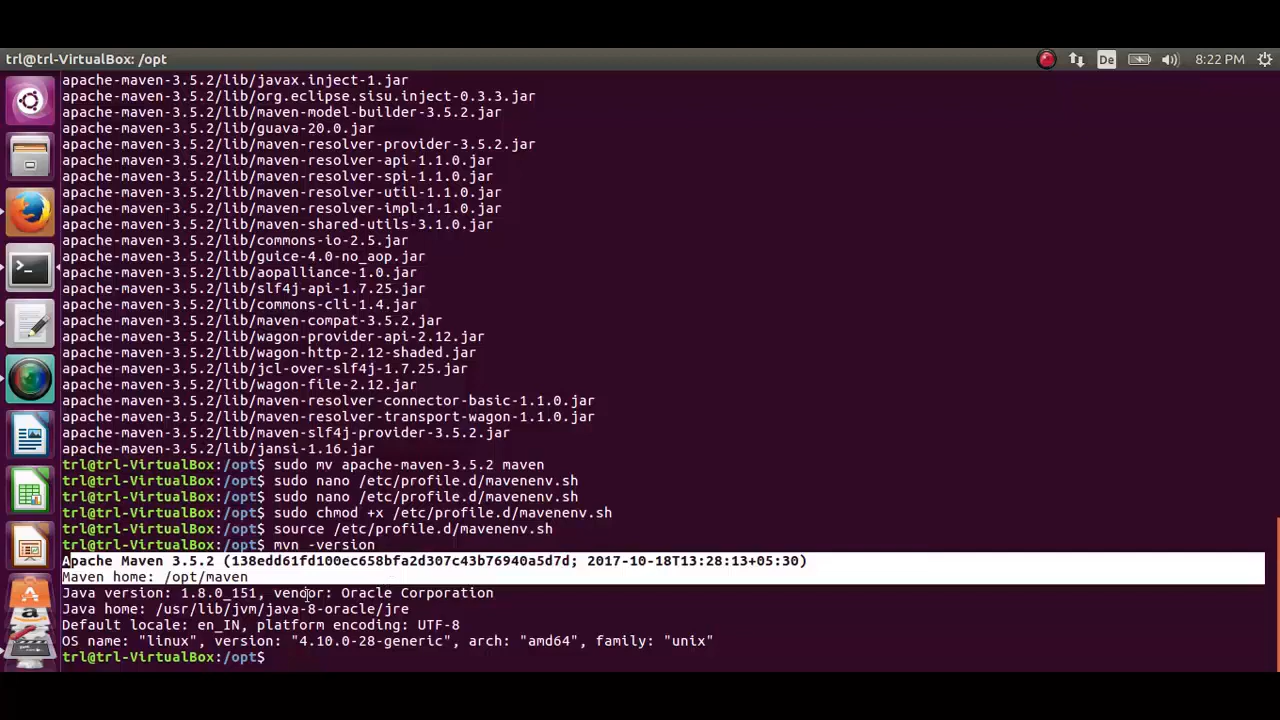 trl@trl-VirtualBox: /opt
De
8:22 PM
apache-maven-3.5.2/lib/javax.inject-1.jar
apache-maven-3.5.2/lib/org.eclipse.sisu.inject-0.3.3.jar
apache-maven-3.5.2/lib/maven-model-builder-3.5.2.jar
apache-maven-3.5.2/lib/guava-20.0.jar
apache-maven-3.5.2/lib/maven-resolver-provider-3.5.2.jar
apache-maven-3.5.2/lib/maven-resolver-api-1.1.0.jar
apache-maven-3.5.2/lib/maven-resolver-spi-1.1.0.jar
apache-maven-3.5.2/lib/maven-resolver-util-1.1.0.jar
apache-maven-3.5.2/lib/maven-resolver-impl-1.1.0.jar
apache-maven-3.5.2/lib/maven-shared-utils-3.1.0.jar
apache-maven-3.5.2/lib/commons-io-2.5.jar
apache-maven-3.5.2/lib/guice-4.0-no_aop.jar
apache-maven-3.5.2/lib/aopalliance-1.0.jar
apache-maven-3.5.2/lib/slf4j-api-1.7.25.jar
apache-maven-3.5.2/lib/commons-cli-1.4.jar
apache-maven-3.5.2/lib/maven-compat-3.5.2.jar
apache-maven-3.5.2/lib/wagon-provider-api-2.12.jar
apache-maven-3.5.2/lib/wagon-http-2.12-shaded.jar
apache-maven-3.5.2/lib/jcl-over-slf4j-1.7.25.jar
apache-maven-3.5.2/lib/wagon-file-2.12.jar
apache-maven-3.5.2/lib/maven-resolver-connector-basic-1.1.0.jar
apache-maven-3.5.2/lib/maven-resolver-transport-wagon-1.1.0.jar
apache-maven-3.5.2/lib/maven-slf4j-provider-3.5.2.jar
apache-maven-3.5.2/lib/jansi-1.16.jar
trl@trl-VirtualBox:/opt$ sudo mv apache-maven-3.5.2 maven
trl@trl-VirtualBox:/opt$ sudo nano /etc/profile.d/mavenenv.sh
trl@trl-VirtualBox:/opt$ sudo nano /etc/profile.d/mavenenv.sh
trl@trl-VirtualBox:/opt$ sudo chmod +x /etc/profile.d/mavenenv.sh
trl@trl-VirtualBox:/opt$ source /etc/profile.d/mavenenv.sh
trl@trl-VirtualBox:/opt$ mvn -version
Apache Maven 3.5.2 (138edd61fd100ec658bfa2d307c43b76940a5d7d; 2017-10-18T13:28:13+05:30)
Maven home: /opt/maven
Java version: 1.8.0_151, vendor: Oracle Corporation
Java home: /usr/lib/jvm/java-8-oracle/jre
Default locale: en_IN, platform encoding: UTF-8
OS name: "linux", version: "4.10.0-28-generic", arch: "amd64", family: "unix"
trl@trl-VirtualBox:/opt$